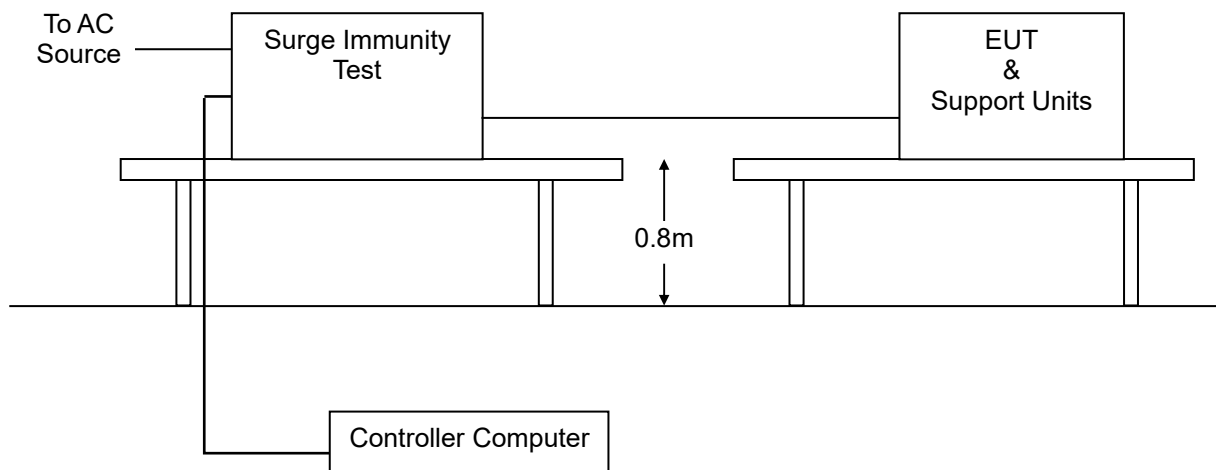 To AC
Source
Surge Immunity
Test
EUT
&
Support Units
0.8m
Controller Computer